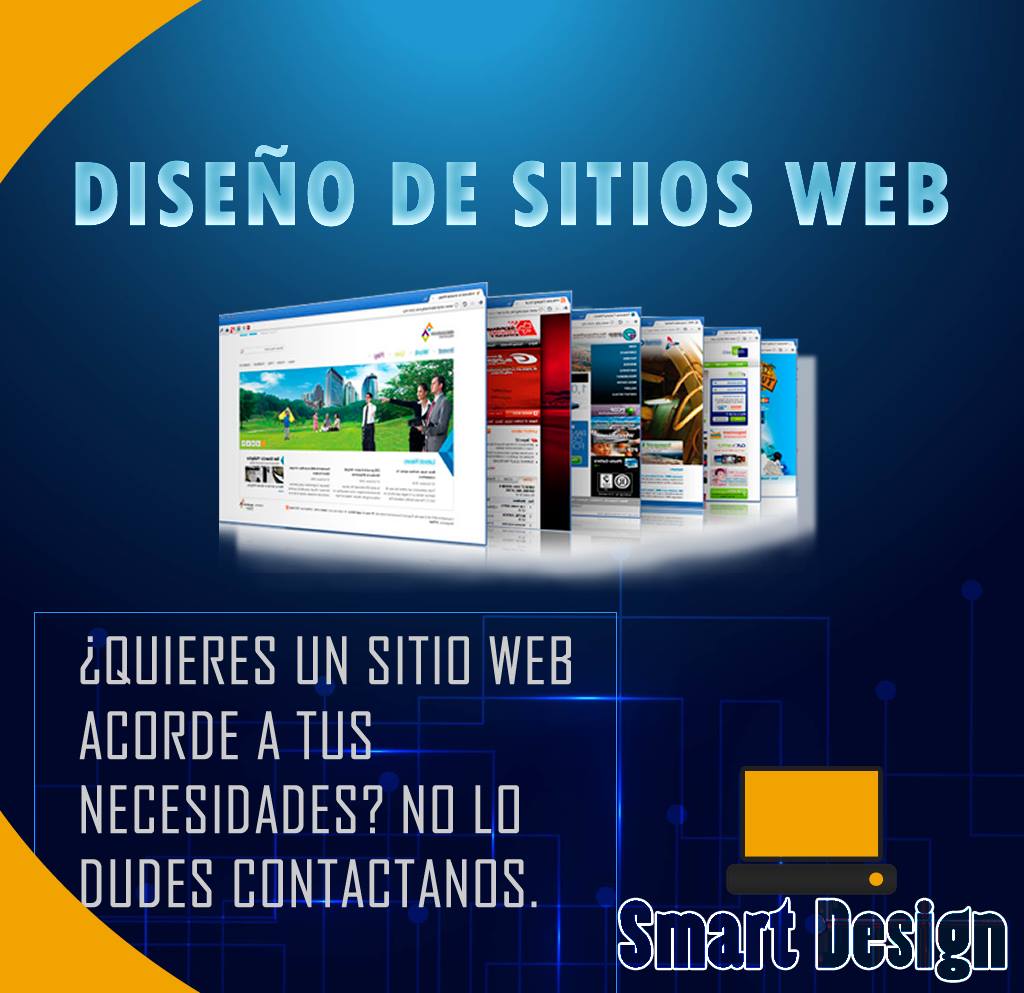 DISEÑO DE SITIOS WEB
¿QUIERES UN SITIO WEB
ACORDE A TUS
NECESIDADES? NO LO
DUDES CONTACTANOS.
Smart Design